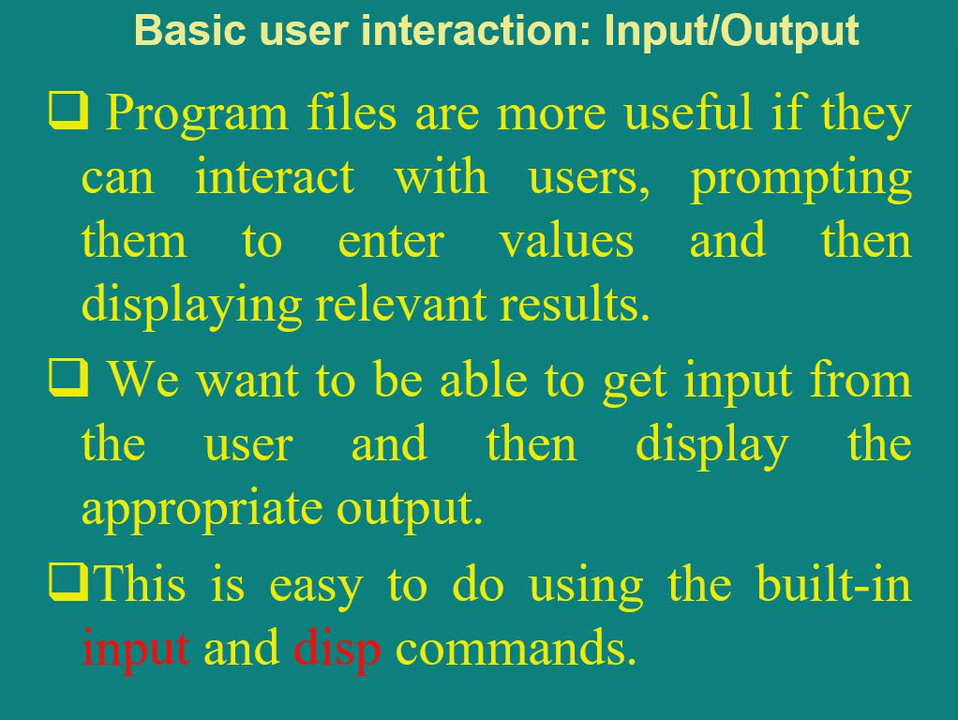 Basic user interaction: Input/Output
❑ Program files are more useful if they
can interact with users, prompting
them to enter values and then
displaying relevant results.
❑ We want to be able to get input from
the user and then display the
appropriate output.
❑This is easy to do using the built-in
input and disp commands.